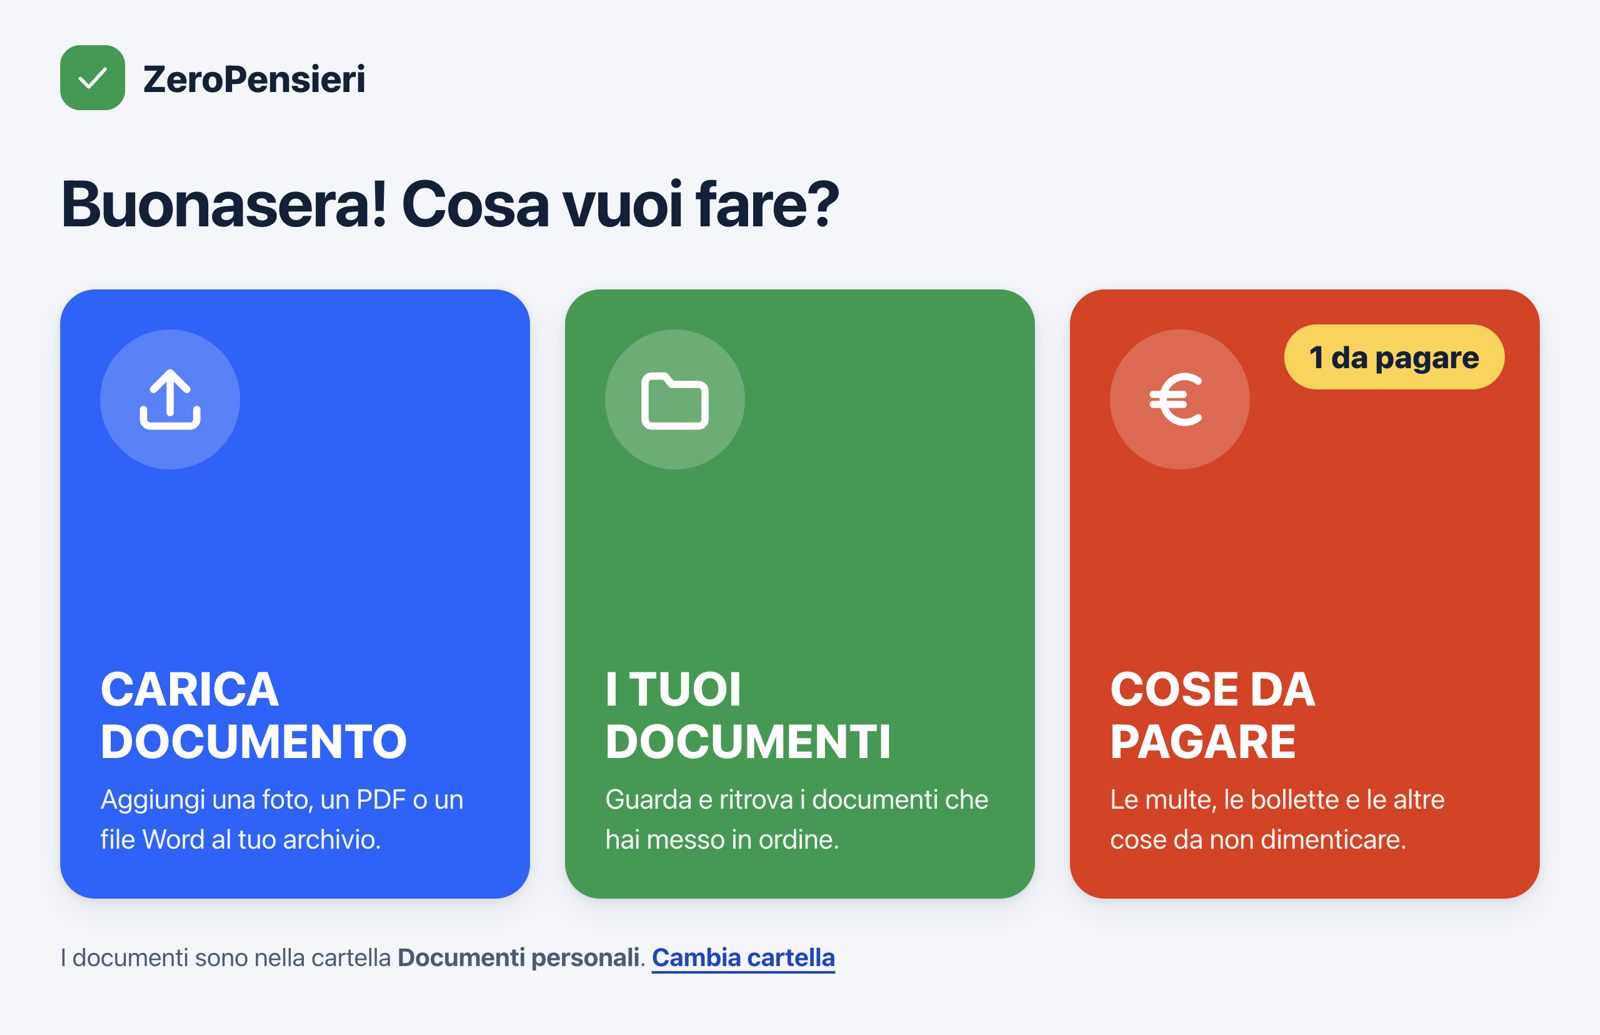 ZeroPensieri
Buonasera! Cosa vuoi fare?
CARICA
DOCUMENTO
Aggiungi una foto, un PDF o un
file Word al tuo archivio.
I TUOI
DOCUMENTI
Guarda e ritrova i documenti che
hai messo in ordine.
1 da pagare
COSE DA
PAGARE
Le multe, le bollette e le altre
cose da non dimenticare.
I documenti sono nella cartella Documenti personali. Cambia cartella